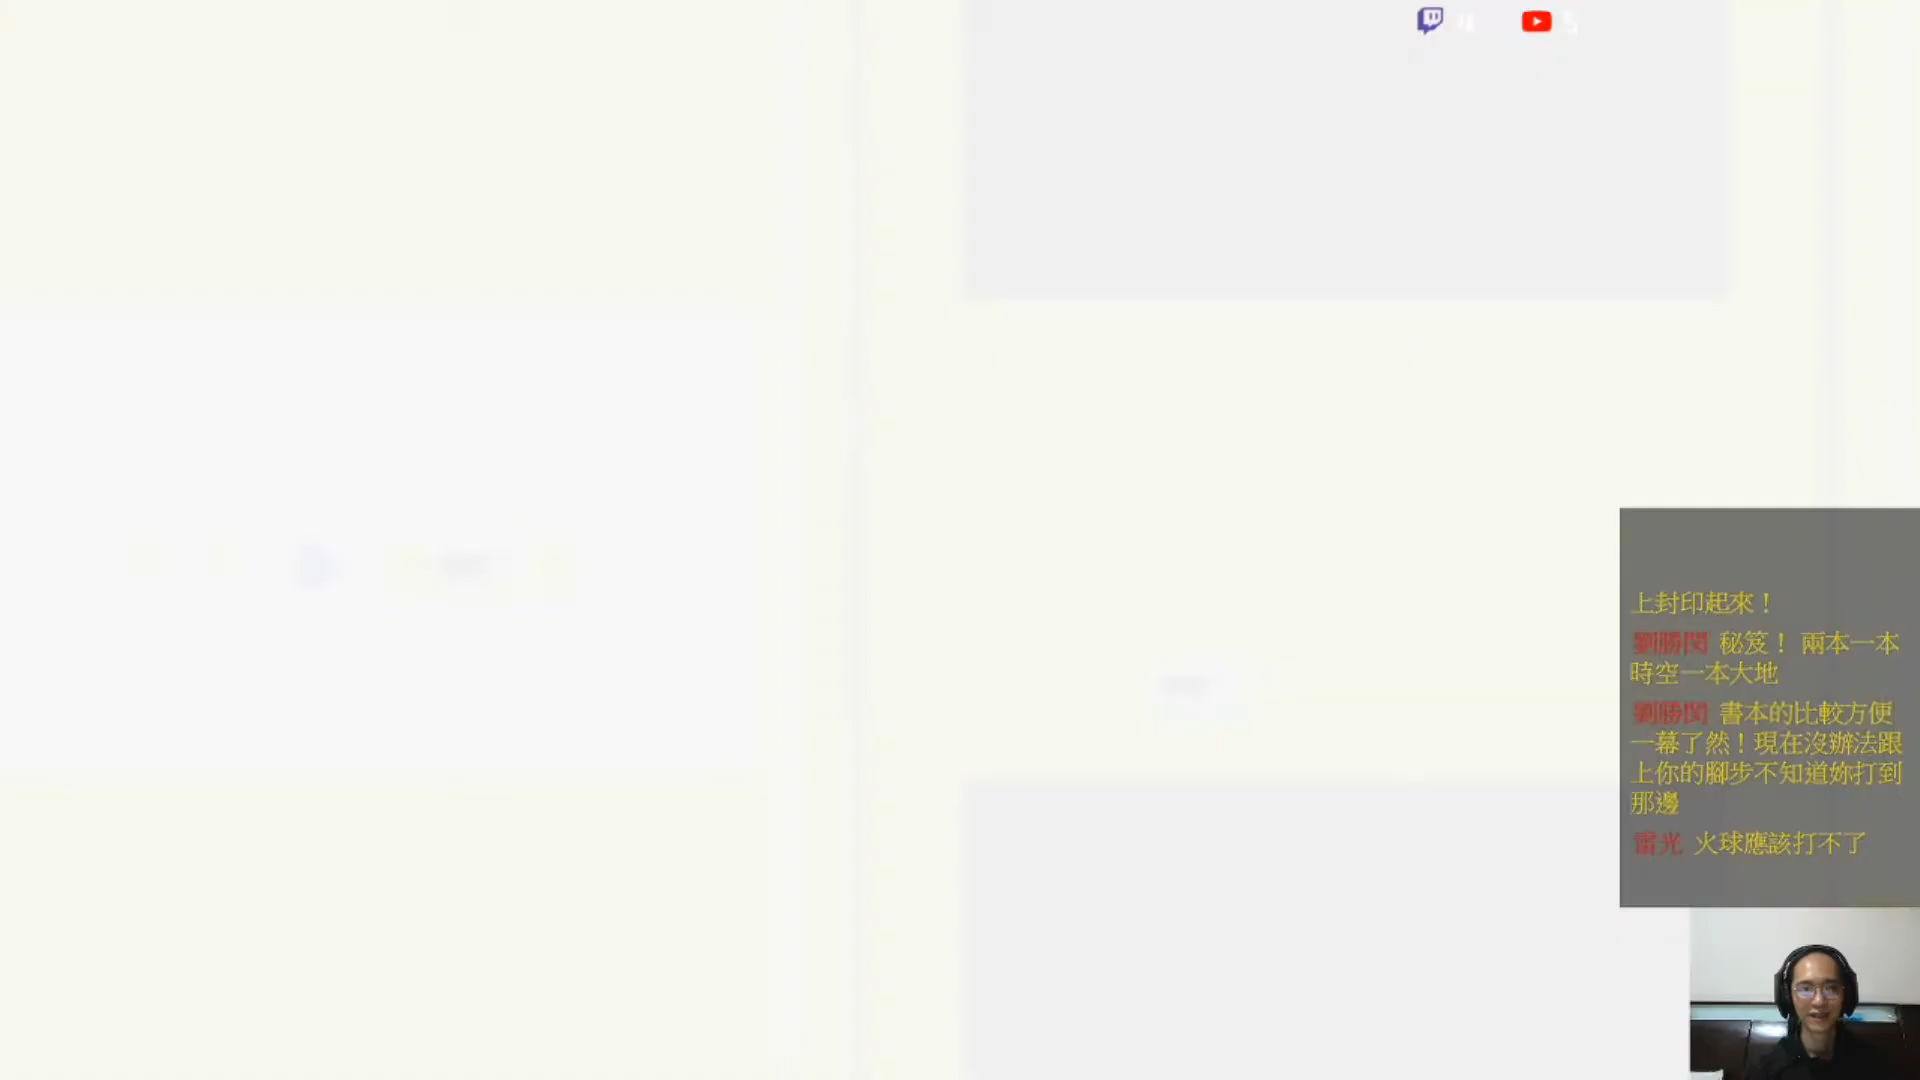 4
5
上封印起來！
劉勝閔 秘笈！ 兩本一本
時空一本大地
劉勝閔 書本的比較方便
一幕了然！現在沒辦法跟
上你的腳步不知道妳打到
那邊
雷光 火球應該打不了